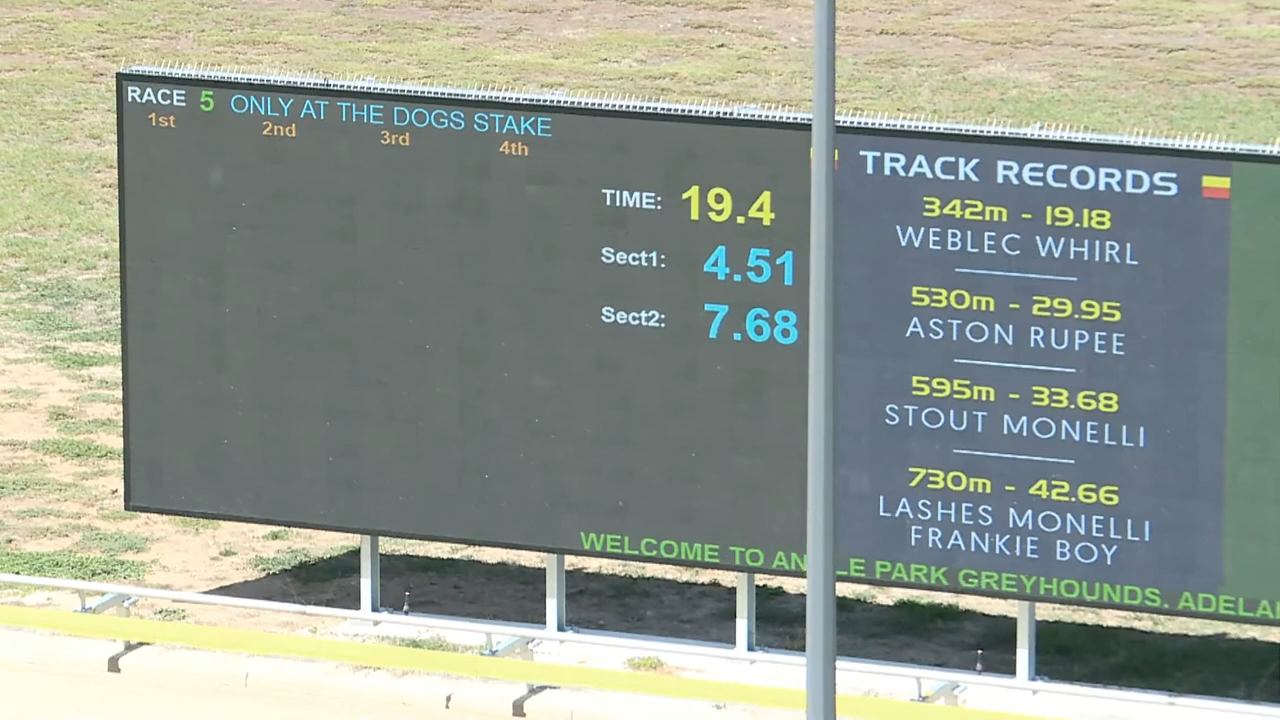 RACE 5 ONLY AT THE DOGS STAKE
1st 2nd 3rd 4th
TIME: 19.4
Sect1: 4.51
Sect2: 7.68
TRACK RECORDS
342m - 19.18
WEBLEC WHIRL
530m - 29.95
ASTON RUPEE
595m - 33.68
STOUT MONELLI
730m - 42.66
LASHES MONELLI
FRANKIE BOY
WELCOME TO AN LE PARK GREYHOUNDS. ADELAI